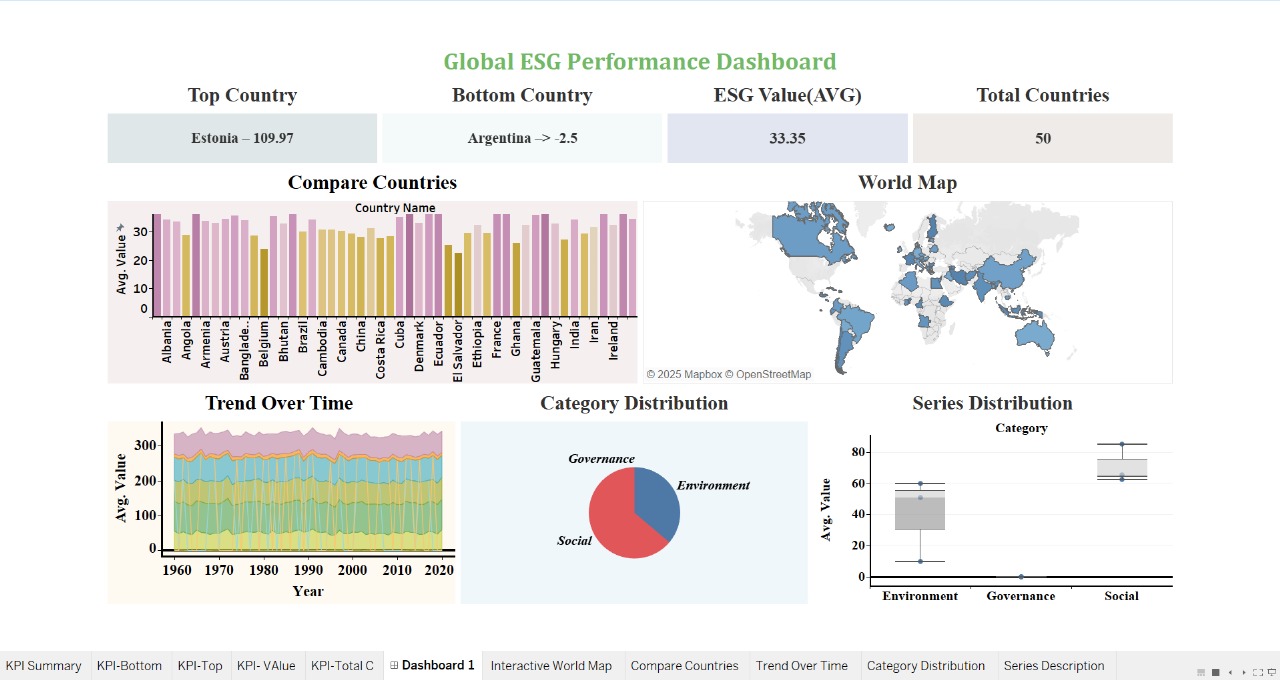 Global ESG Performance Dashboard
Top Country
Bottom Country
ESG Value(AVG)
Total Countries
Estonia – 109.97
Argentina –> -2.5
33.35
50
Compare Countries
World Map
Country Name
Avg. Value
30
20
10
0
Albania
Angola
Armenia
Austria
Banglade..
Belgium
Bhutan
Brazil
Cambodia
Canada
China
Costa Rica
Cuba
Denmark
Ecuador
El Salvador
Ethiopia
France
Ghana
Guatemala
Hungary
India
Iran
Ireland
© 2025 Mapbox © OpenStreetMap
Trend Over Time
Category Distribution
Series Distribution
Avg. Value
300
200
100
0
1960 1970 1980 1990 2000 2010 2020
Year
Governance
Environment
Social
Category
Avg. Value
80
60
40
20
0
Environment Governance Social
KPI Summary KPI-Bottom KPI-Top KPI- VAlue KPI-Total C Dashboard 1 Interactive World Map Compare Countries Trend Over Time Category Distribution Series Description